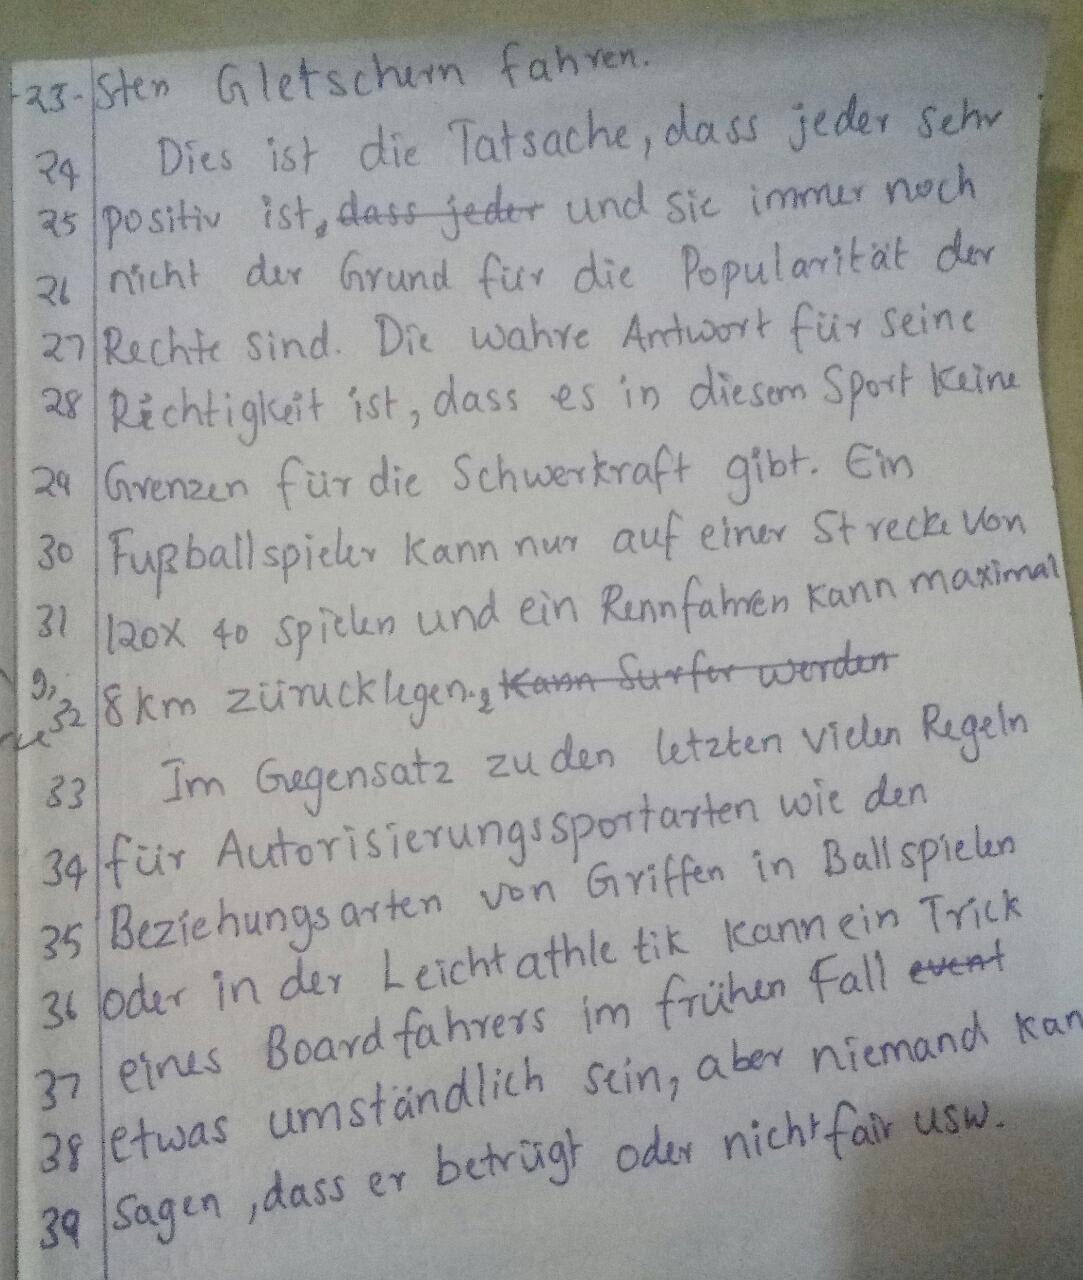 23. sten Gletschern fahren.
24 Dies ist die Tatsache, dass jeder sehr
25 positiv ist, dass jeder und sie immer noch
26 nicht der Grund für die Popularität der
27 Rechte sind. Die wahre Antwort für seine
28 Richtigkeit ist, dass es in diesem Sport keine
29 Grenzen für die Schwerkraft gibt. Ein
30 Fußballspieler kann nur auf einer Strecke von
31 120x 40 spielen und ein Rennfahren kann maximal
32 8 km zürucklegen., kann Surfer werden
33 Im Gegensatz zu den letzten vielen Regeln
34 für Autorisierungssportarten wie den
35 Beziehungsarten von Griffen in Ballspielen
36 oder in der Leichtathletik kann ein Trick
37 eines Boardfahrers im frühen Fall event
38 etwas umständlich sein, aber niemand kan
39 sagen, dass er betrügt oder nicht fair usw.